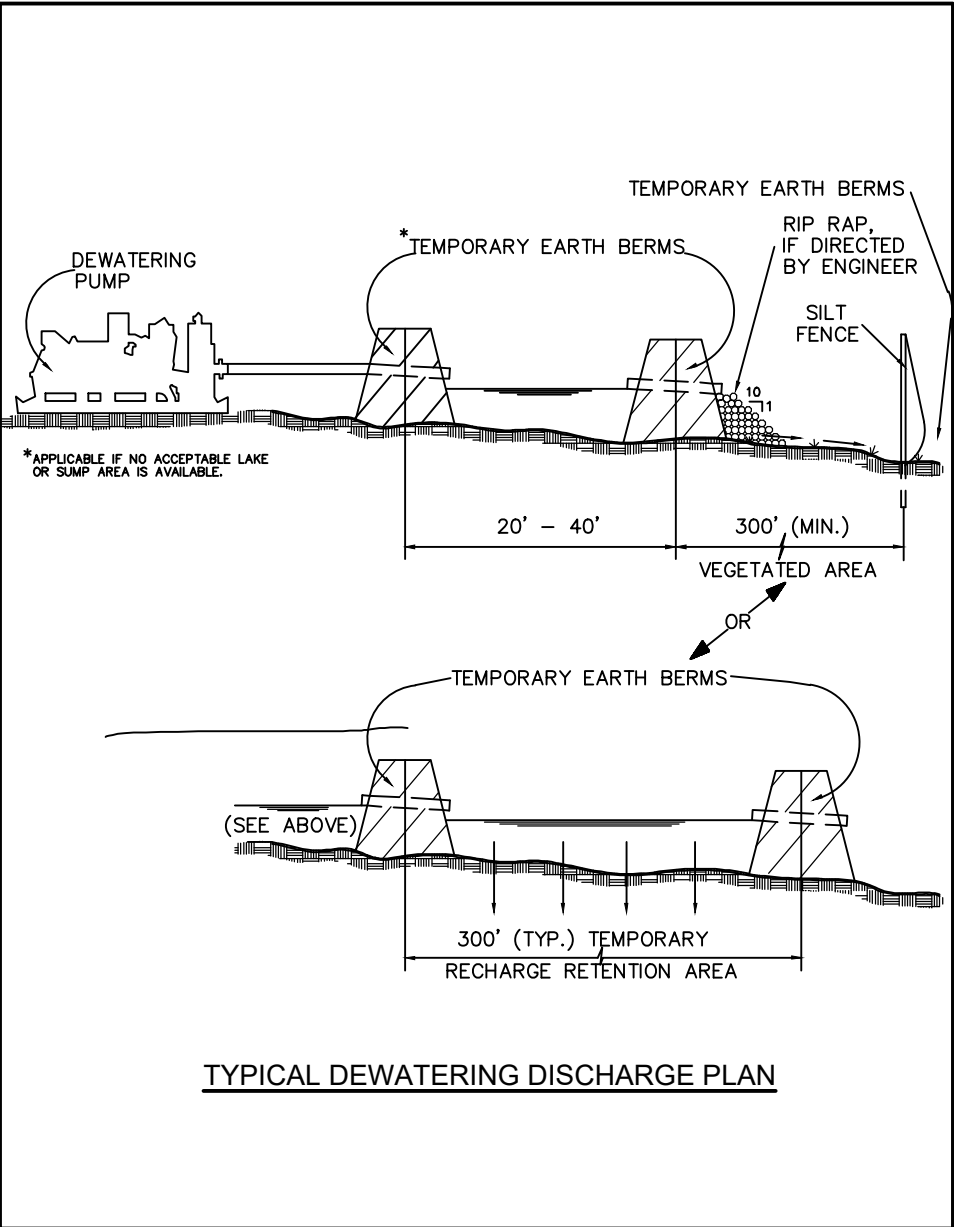 TEMPORARY EARTH BERMS
RIP RAP,
IF DIRECTED
BY ENGINEER
*TEMPORARY EARTH BERMS
DEWATERING
PUMP
SILT
FENCE
10
1
*APPLICABLE IF NO ACCEPTABLE LAKE
OR SUMP AREA IS AVAILABLE.
20' - 40'
300' (MIN.)
VEGETATED AREA
OR
TEMPORARY EARTH BERMS
(SEE ABOVE)
300' (TYP.) TEMPORARY
RECHARGE RETENTION AREA
TYPICAL DEWATERING DISCHARGE PLAN